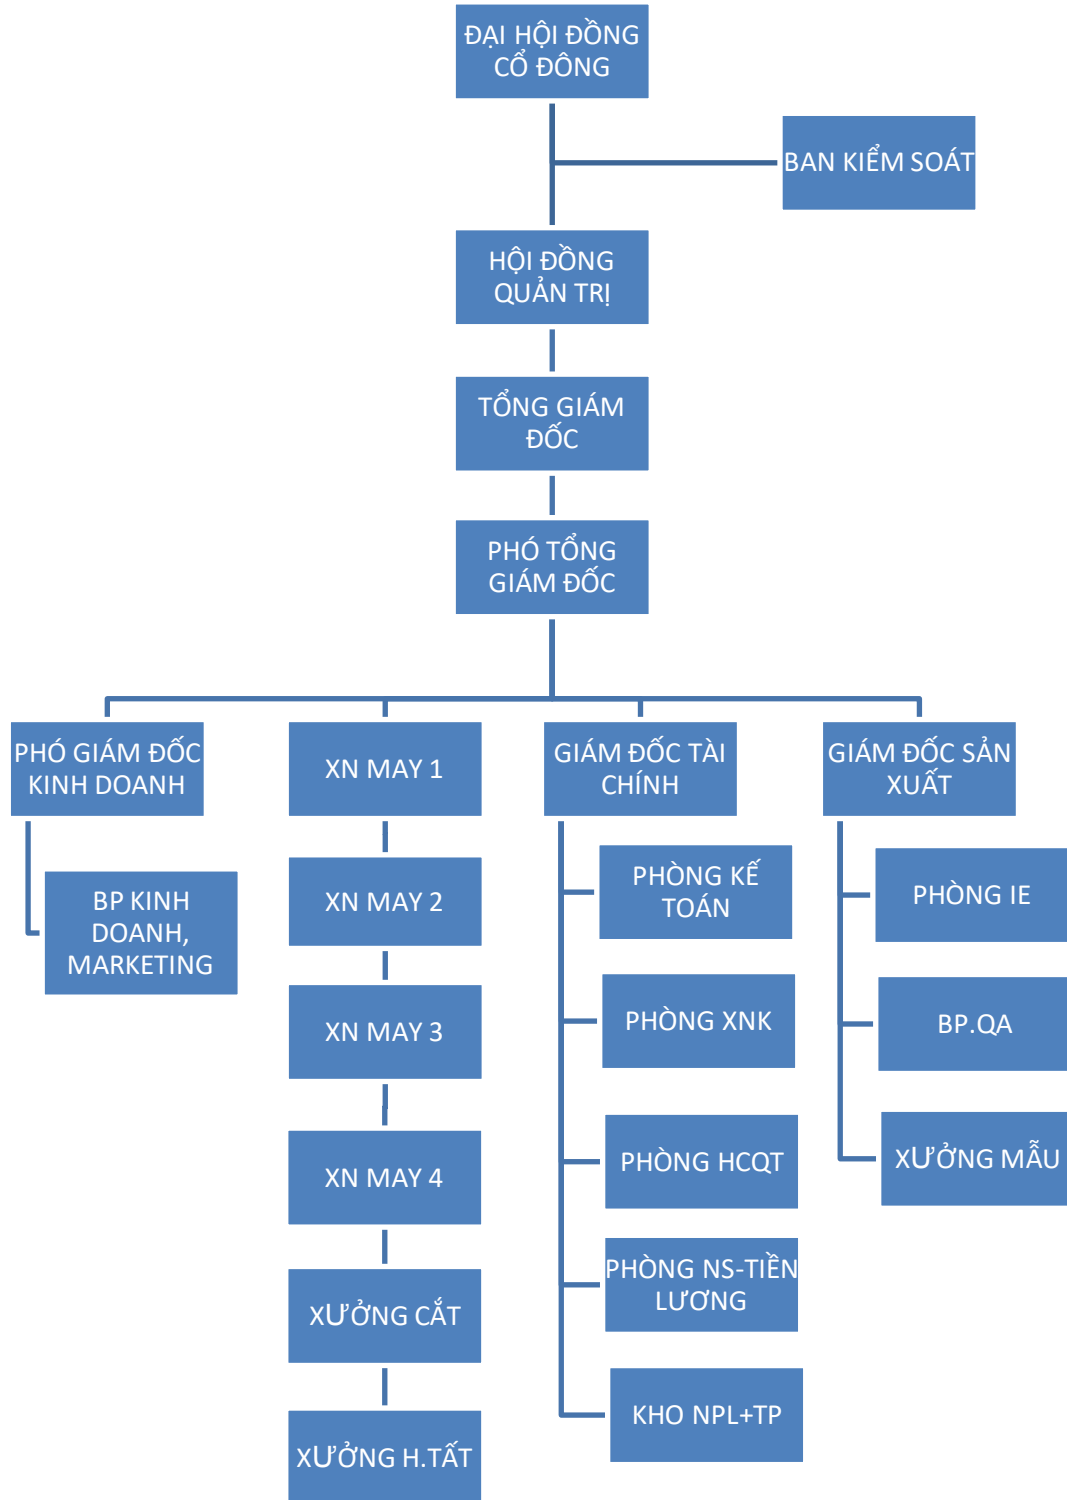 ĐẠI HỘI ĐỒNG
CỔ ĐÔNG
BAN KIỂM SOÁT
HỘI ĐỒNG
QUẢN TRỊ
TỔNG GIÁM
ĐỐC
PHÓ TỔNG
GIÁM ĐỐC
PHÓ GIÁM ĐỐC
KINH DOANH
BP KINH
DOANH,
MARKETING
XN MAY 1
XN MAY 2
XN MAY 3
XN MAY 4
XƯỞNG CẮT
XƯỞNG H.TẤT
GIÁM ĐỐC TÀI
CHÍNH
PHÒNG KẾ
TOÁN
PHÒNG XNK
PHÒNG HCQT
PHÒNG NS-TIỀN
LƯƠNG
KHO NPL+TP
GIÁM ĐỐC SẢN
XUẤT
PHÒNG IE
BP.QA
XƯỞNG MẪU